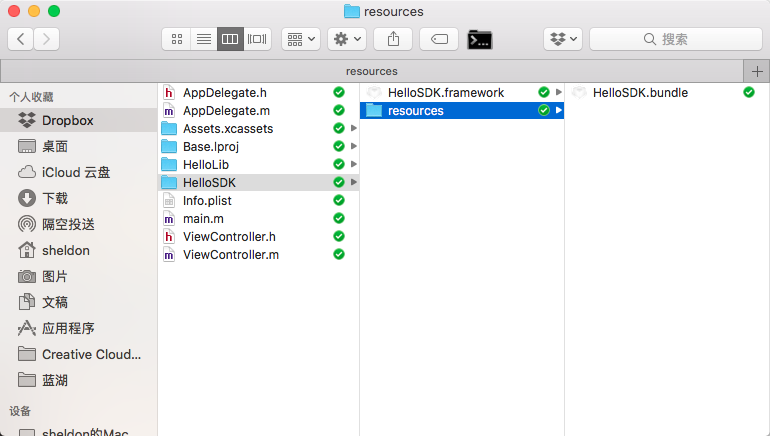 resources
搜索
resources
个人收藏
Dropbox
桌面
iCloud 云盘
下载
隔空投送
sheldon
图片
文稿
应用程序
Creative Cloud...
蓝湖
设备
sheldon的Mac
AppDelegate.h
AppDelegate.m
Assets.xcassets
Base.lproj
HelloLib
HelloSDK
Info.plist
main.m
ViewController.h
ViewController.m
HelloSDK.framework
resources
HelloSDK.bundle